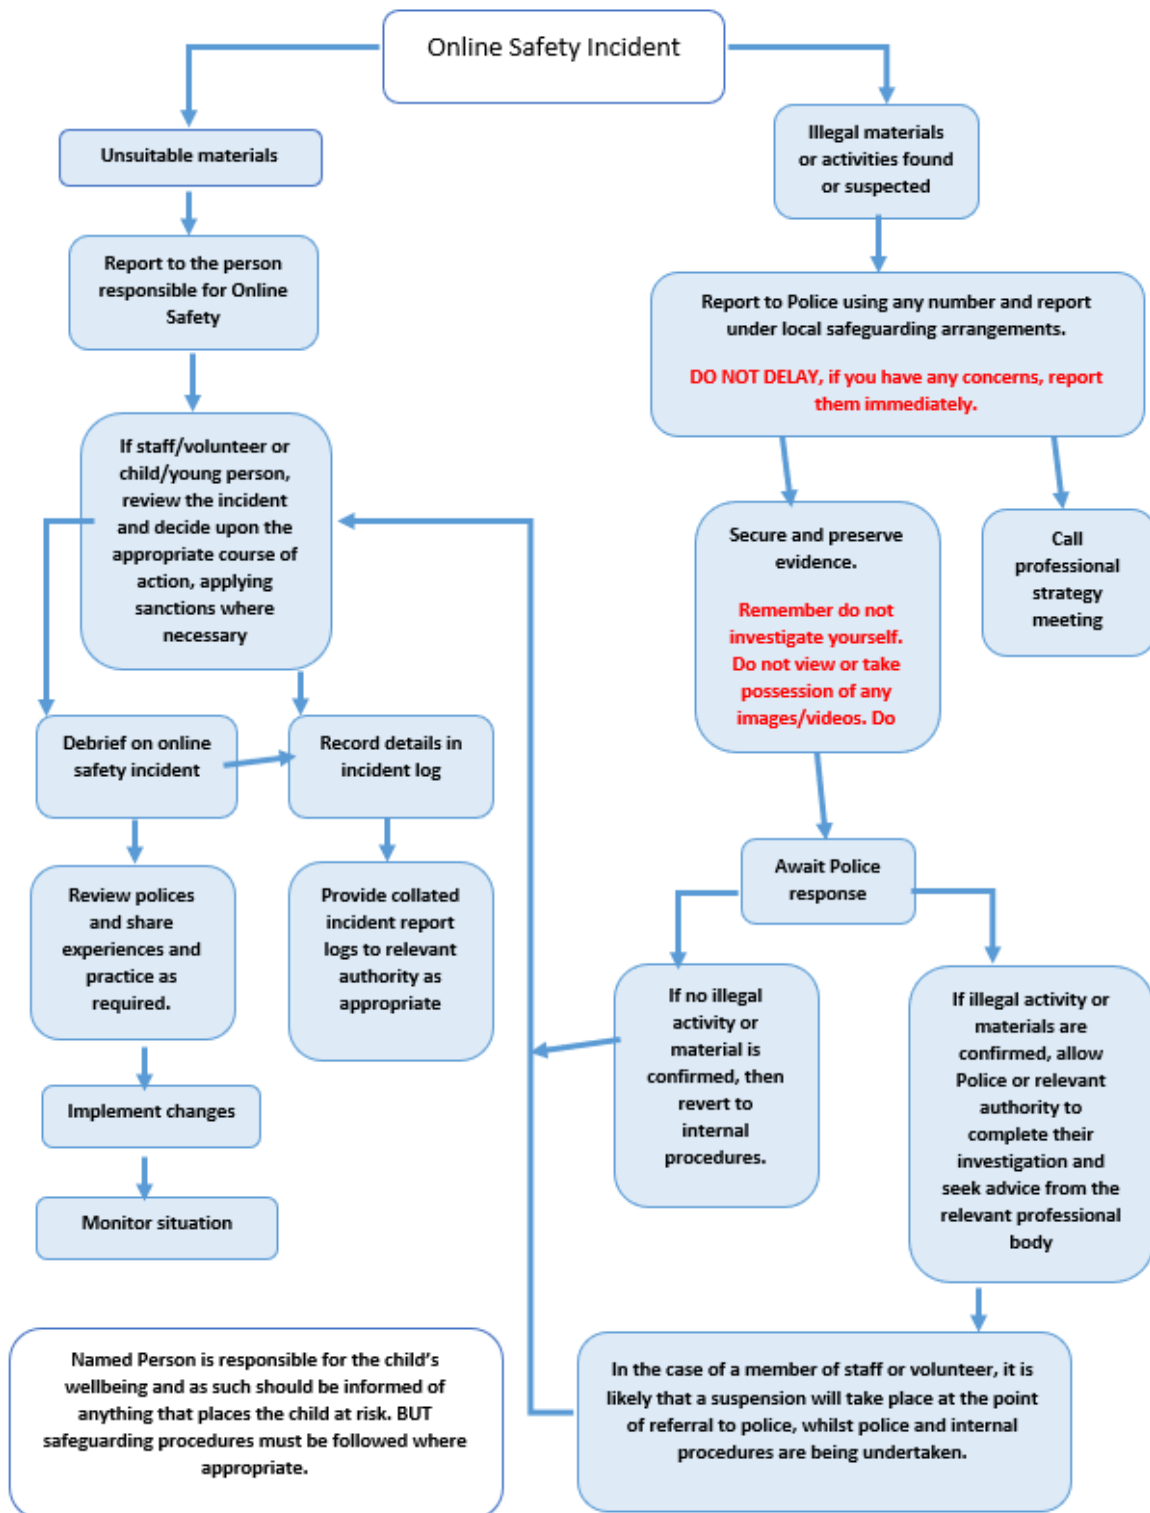 Online Safety Incident
Unsuitable materials
Illegal materials
or activities found
or suspected
Report to the person
responsible for Online
Safety
Report to Police using any number and report
under local safeguarding arrangements.
DO NOT DELAY, if you have any concerns, report
them immediately.
If staff/volunteer or
child/young person,
review the incident
and decide upon the
appropriate course of
action, applying
sanctions where
necessary
Secure and preserve
evidence.
Remember do not
investigate yourself.
Do not view or take
possession of any
images/videos. Do
Call
professional
strategy
meeting
Debrief on online
safety incident
Record details in
incident log
Await Police
response
Review polices
and share
experiences and
practice as
required.
Provide collated
incident report
logs to relevant
authority as
appropriate
If no illegal
activity or
material is
confirmed, then
revert to
internal
procedures.
If illegal activity or
materials are
confirmed, allow
Police or relevant
authority to
complete their
investigation and
seek advice from the
relevant professional
body
Implement changes
Monitor situation
Named Person is responsible for the child’s
wellbeing and as such should be informed of
anything that places the child at risk. BUT
safeguarding procedures must be followed where
appropriate.
In the case of a member of staff or volunteer, it is
likely that a suspension will take place at the point
of referral to police, whilst police and internal
procedures are being undertaken.